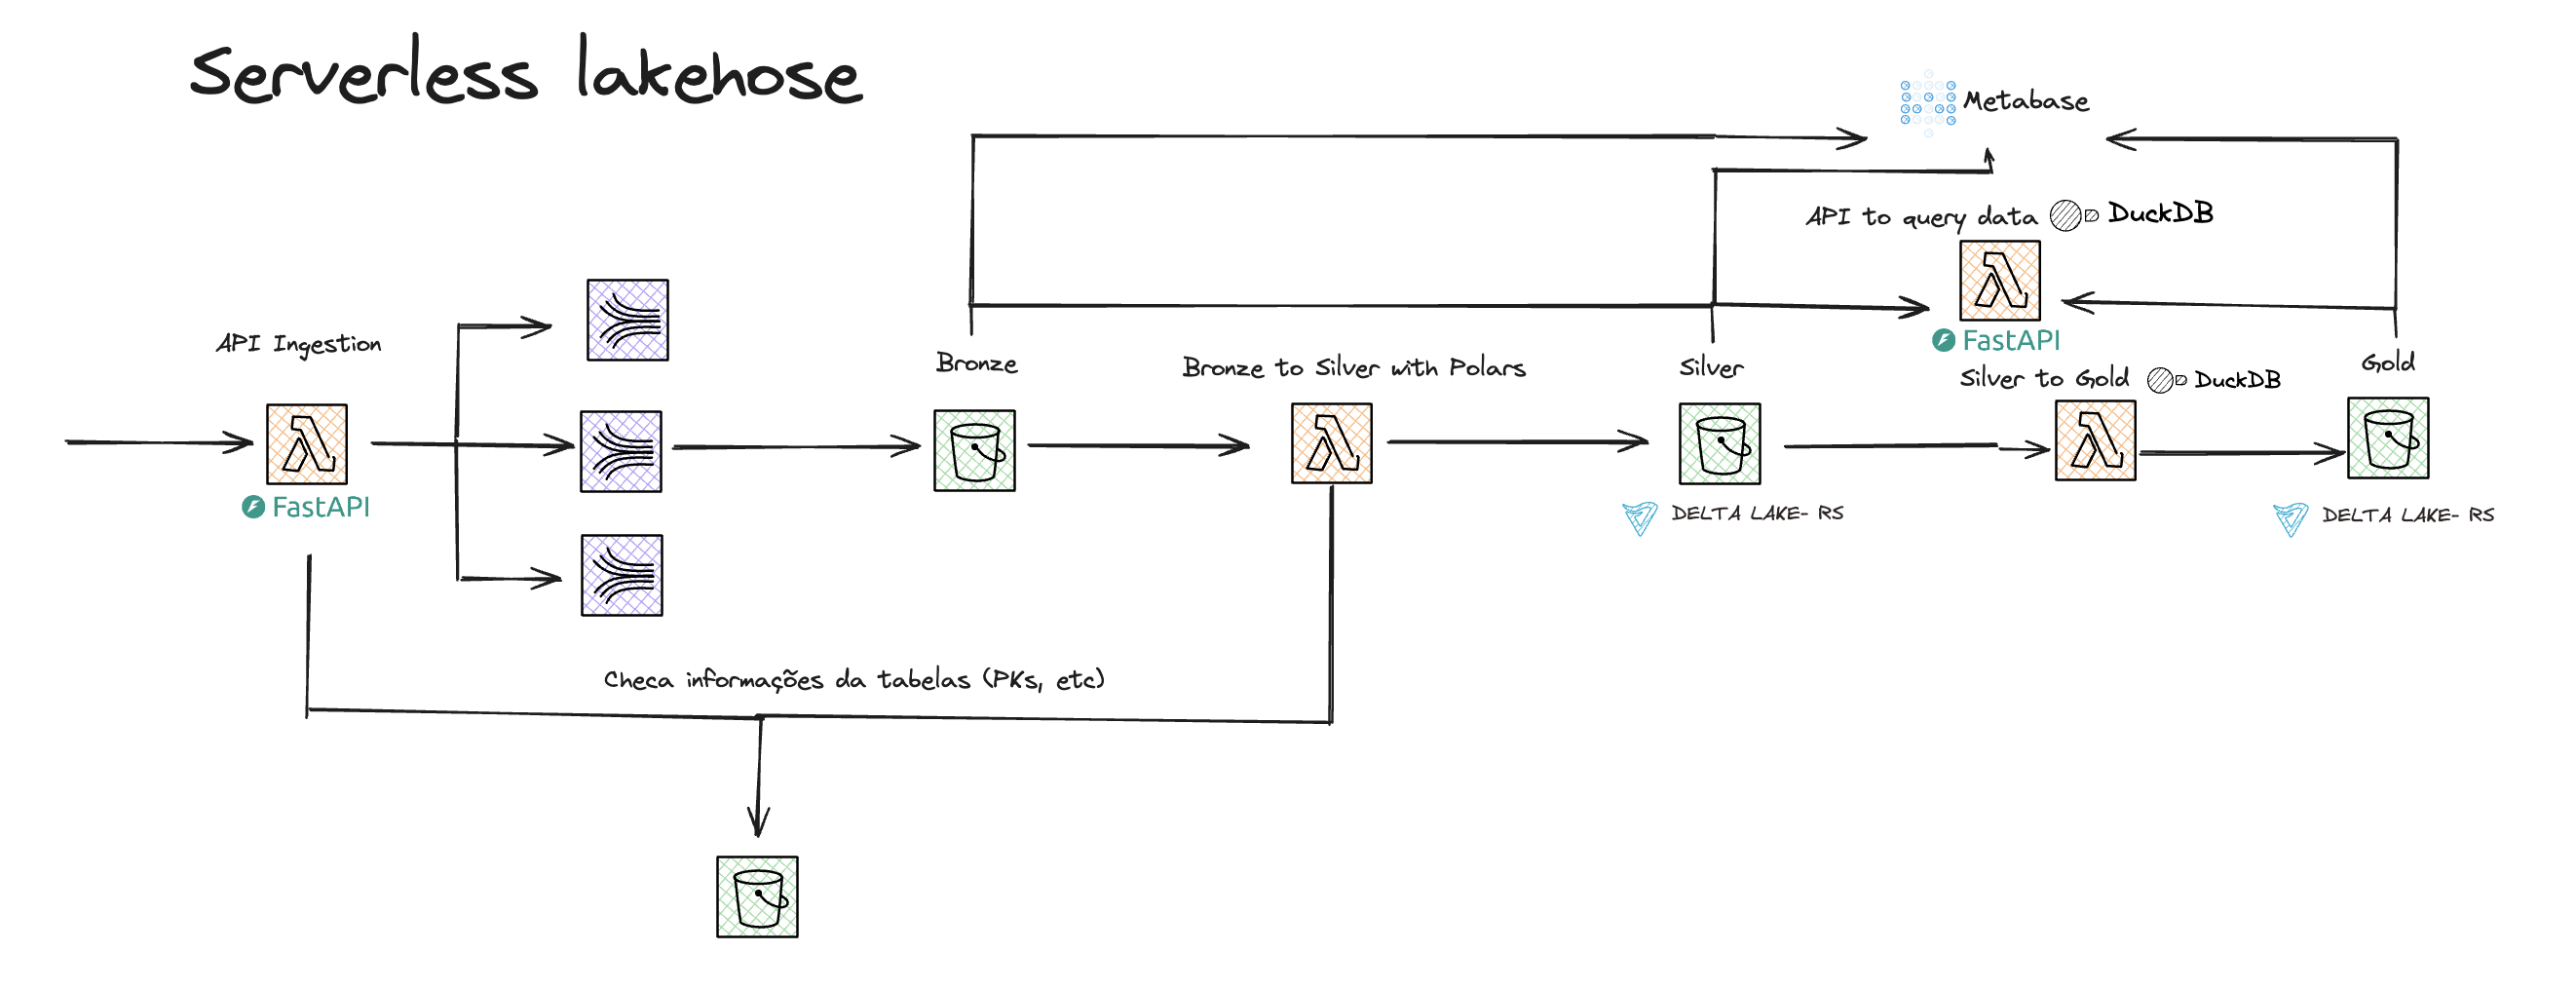 Serverless lakehose
Metabase
API to query data DuckDB
FastAPI
API Ingestion
FastAPI
Bronze
Bronze to Silver with Polars
Silver
DELTA LAKE- RS
Silver to Gold DuckDB
Gold
DELTA LAKE- RS
Checa informações da tabelas (PKs, etc)